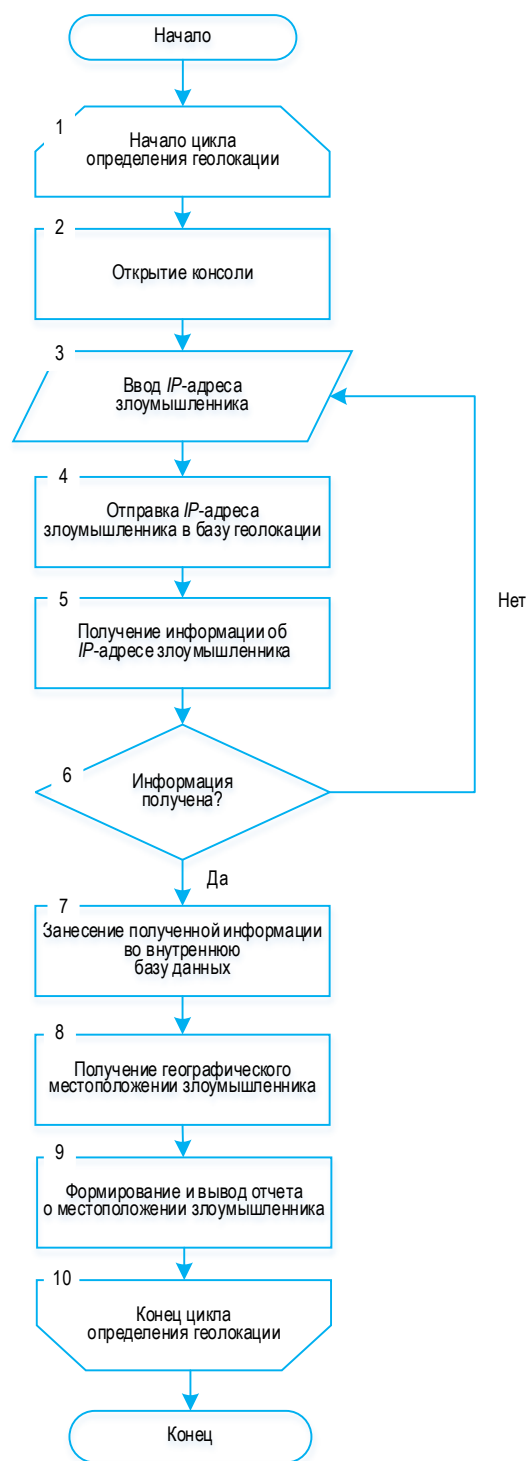 Начало
1
Начало цикла
определения геолокации
2
Открытие консоли
3
Ввод IP-адреса
злоумышленника
4
Отправка IP-адреса
злоумышленника в базу геолокации
5
Получение информации об
IP-адресе злоумышленника
Нет
6
Информация
получена?
Да
7
Занесение полученной информации
во внутреннюю
базу данных
8
Получение географического
местоположении злоумышленника
9
Формирование и вывод отчета
о местоположении злоумышленника
10
Конец цикла
определения геолокации
Конец